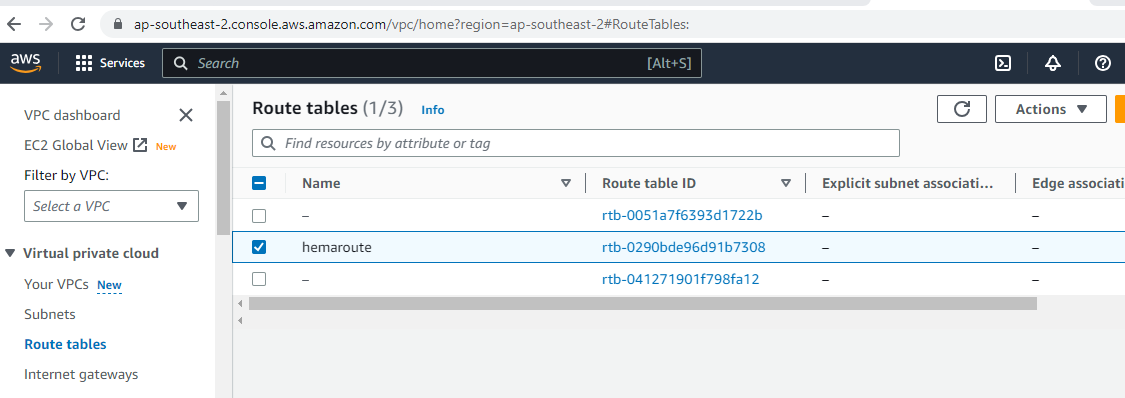 ap-southeast-2.console.aws.amazon.com/vpc/home?region=ap-southeast-2#RouteTables:
aws Services Search [Alt+S]
VPC dashboard
EC2 Global View New
Filter by VPC:
Select a VPC
Virtual private cloud
Your VPCs New
Subnets
Route tables
Internet gateways
Route tables (1/3) Info
Actions
Find resources by attribute or tag
Name Route table ID Explicit subnet associati... Edge associati
– rtb-0051a7f6393d1722b – –
hemaroute rtb-0290bde96d91b7308 – –
– rtb-041271901f798fa12 – –